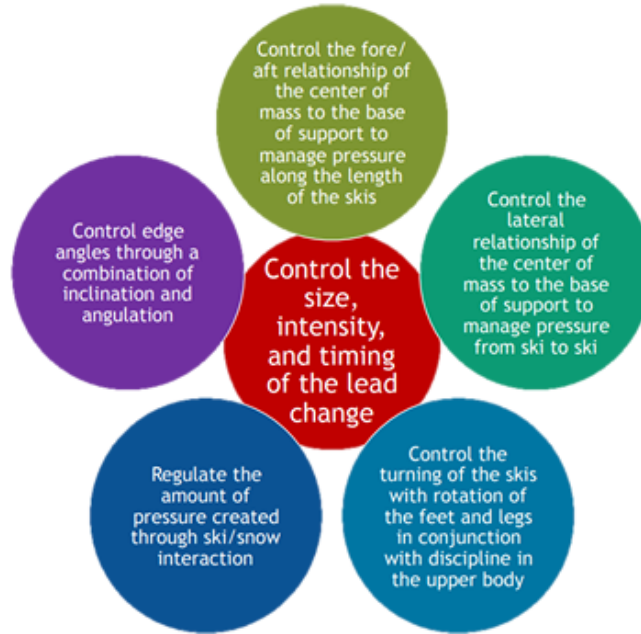 Control the fore/
aft relationship of
the center of
mass to the base
of support to
manage pressure
along the length
of the skis
Control edge
angles through a
combination of
inclination and
angulation
Control the
lateral
relationship of
the center of
mass to the base
of support to
manage pressure
from ski to ski
Control the
size,
intensity,
and timing
of the lead
change
Regulate the
amount of
pressure created
through ski/snow
interaction
Control the
turning of the skis
with rotation of
the feet and legs
in conjunction
with discipline in
the upper body